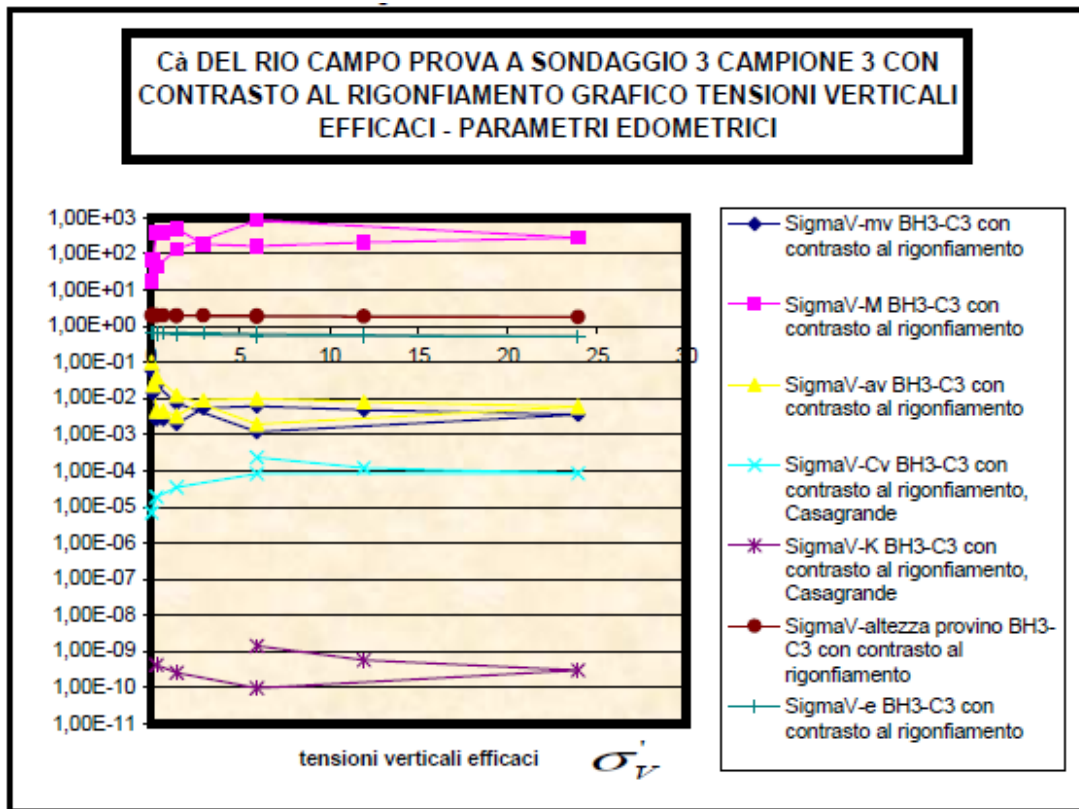 Cà DEL RIO CAMPO PROVA A SONDAGGIO 3 CAMPIONE 3 CON
CONTRASTO AL RIGONFIAMENTO GRAFICO TENSIONI VERTICALI
EFFICACI - PARAMETRI EDOMETRICI
1,00E+03
1,00E+02
1,00E+01
1,00E+00
1,00E-01
1,00E-02
1,00E-03
1,00E-04
1,00E-05
1,00E-06
1,00E-07
1,00E-08
1,00E-09
1,00E-10
1,00E-11
5 10 15 20 25 30
tensioni verticali efficaci σ'V
SigmaV-mv BH3-C3 con
contrasto al rigonfiamento
SigmaV-M BH3-C3 con
contrasto al rigonfiamento
SigmaV-av BH3-C3 con
contrasto al rigonfiamento
SigmaV-Cv BH3-C3 con
contrasto al rigonfiamento,
Casagrande
SigmaV-K BH3-C3 con
contrasto al rigonfiamento,
Casagrande
SigmaV-altezza provino BH3-
C3 con contrasto al
rigonfiamento
SigmaV-e BH3-C3 con
contrasto al rigonfiamento